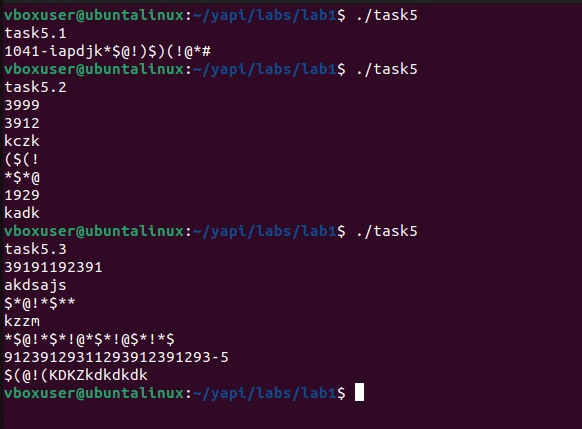 vboxuser@ubuntalinux:~/yapi/labs/lab1$ ./task5
task5.1
1041-iapdjk*$@!)$)(!@*#
vboxuser@ubuntalinux:~/yapi/labs/lab1$ ./task5
task5.2
3999
3912
kczk
($(!
*$*@
1929
kadk
vboxuser@ubuntalinux:~/yapi/labs/lab1$ ./task5
task5.3
39191192391
akdsajs
$*@!*$**
kzzm
*$@!*$*!@*$*!@$*!*$
912391293112939123912​93-5
$(@!(KDKZkdkdkdk
vboxuser@ubuntalinux:~/yapi/labs/lab1$